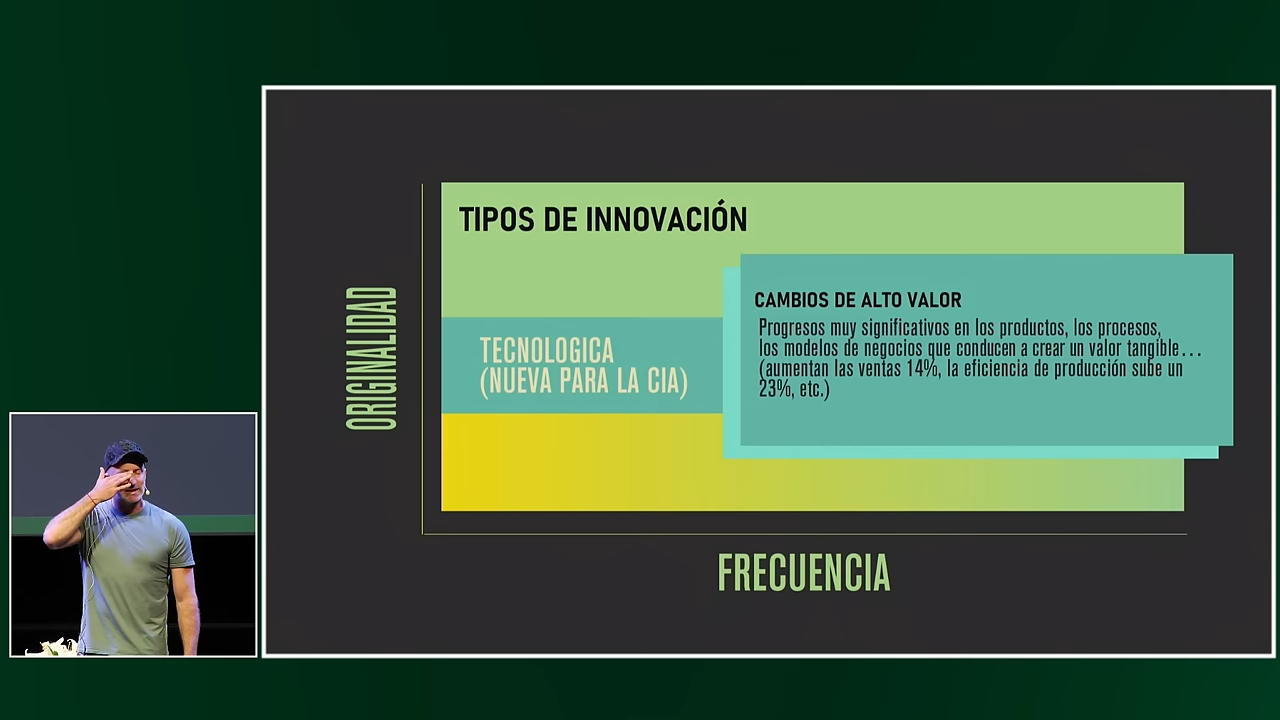 TIPOS DE INNOVACIÓN
ORIGINALIDAD
TECNOLOGICA
(NUEVA PARA LA CIA)
CAMBIOS DE ALTO VALOR
Progresos muy significativos en los productos, los procesos,
los modelos de negocios que conducen a crear un valor tangible...
(aumentan las ventas 14%, la eficiencia de producción sube un
23%, etc.)
FRECUENCIA